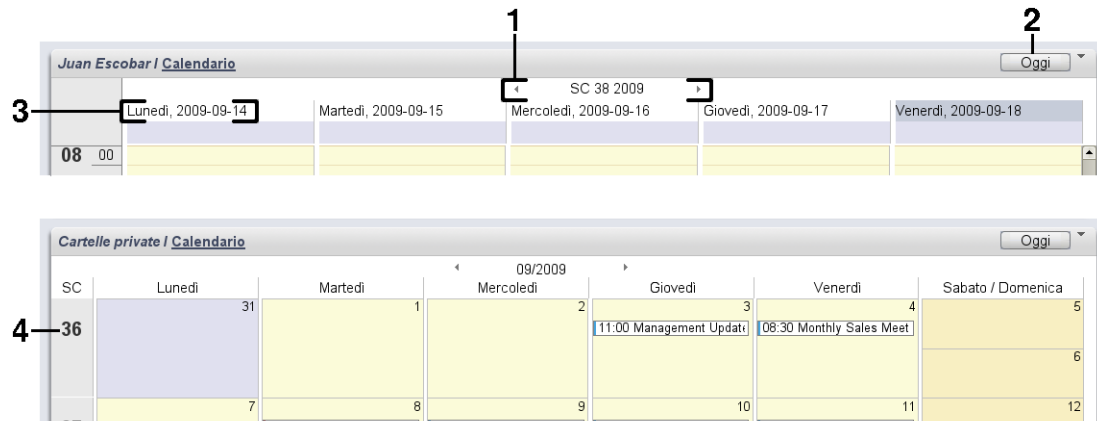 1
2
Juan Escobar / Calendario
Oggi
SC 38 2009
3
Lunedì, 2009-09-14
Martedì, 2009-09-15
Mercoledì, 2009-09-16
Giovedì, 2009-09-17
Venerdì, 2009-09-18
08 00
Cartelle private / Calendario
Oggi
09/2009
SC
Lunedì
Martedì
Mercoledì
Giovedì
Venerdì
Sabato / Domenica
31
1
2
3
4
5
4
36
11:00 Management Update
08:30 Monthly Sales Meet
6
7
8
9
10
11
12